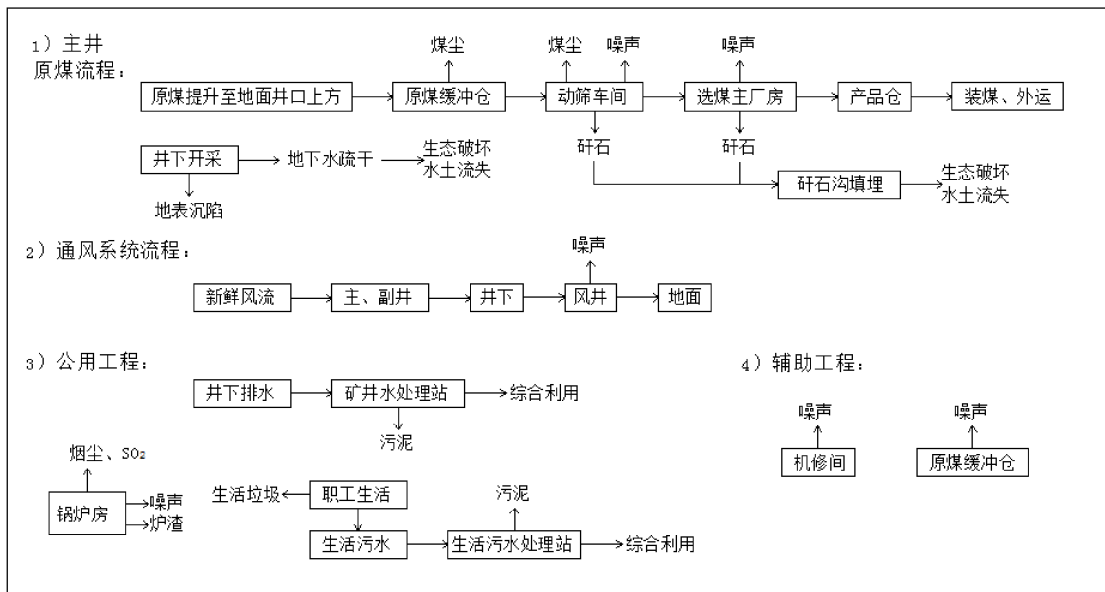 1）主井
原煤流程：
煤尘
煤尘
噪声
噪声
原煤提升至地面井口上方
原煤缓冲仓
动筛车间
选煤主厂房
产品仓
装煤、外运
矸石
矸石
井下开采
地下水疏干
生态破坏
水土流失
地表沉陷
矸石沟填埋
生态破坏
水土流失
2）通风系统流程：
噪声
新鲜风流
主、副井
井下
风井
地面
3）公用工程：
井下排水
矿井水处理站
综合利用
污泥
烟尘、SO₂
锅炉房
噪声
炉渣
生活垃圾
职工生活
污泥
生活污水
生活污水处理站
综合利用
4）辅助工程：
噪声
噪声
机修间
原煤缓冲仓